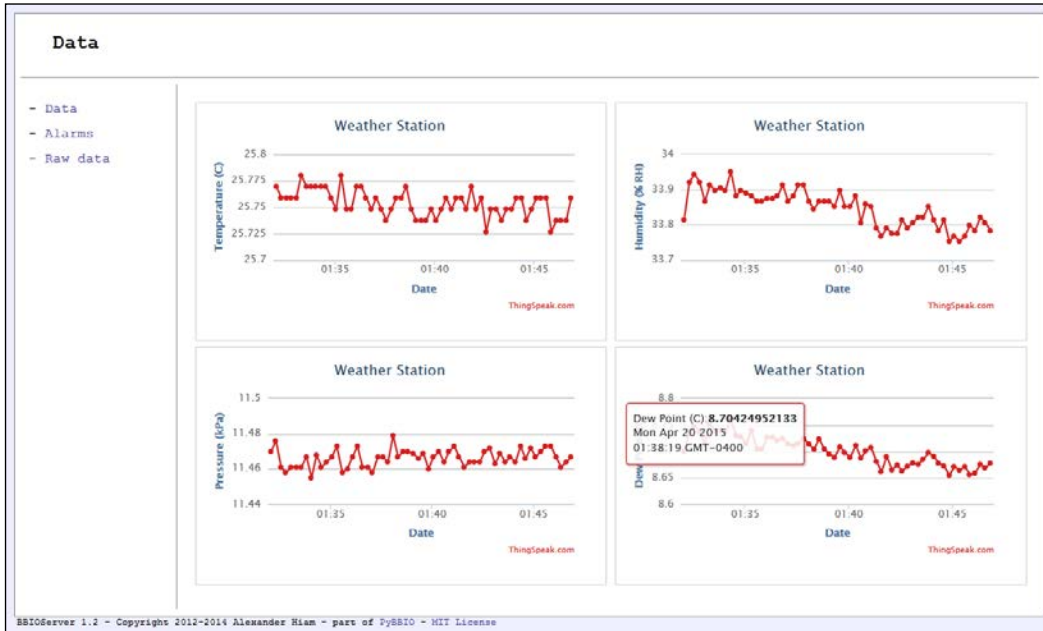 Data
- Data
- Alarms
- Raw data
Weather Station
Temperature (C)
25.8
25.775
25.75
25.725
25.7
01:35 01:40 01:45
Date
ThingSpeak.com
Weather Station
Humidity (% RH)
34
33.9
33.8
33.7
01:35 01:40 01:45
Date
ThingSpeak.com
Weather Station
Pressure (kPa)
11.5
11.48
11.46
11.44
01:35 01:40 01:45
Date
ThingSpeak.com
Weather Station
8.8
Dew Point (C) 8.70424952133
Mon Apr 20 2015
01:38:19 GMT-0400
8.65
8.6
01:35 01:40 01:45
Date
ThingSpeak.com
BBIOServer 1.2 - Copyright 2012-2014 Alexander Hiam - part of PyBBIO - MIT License